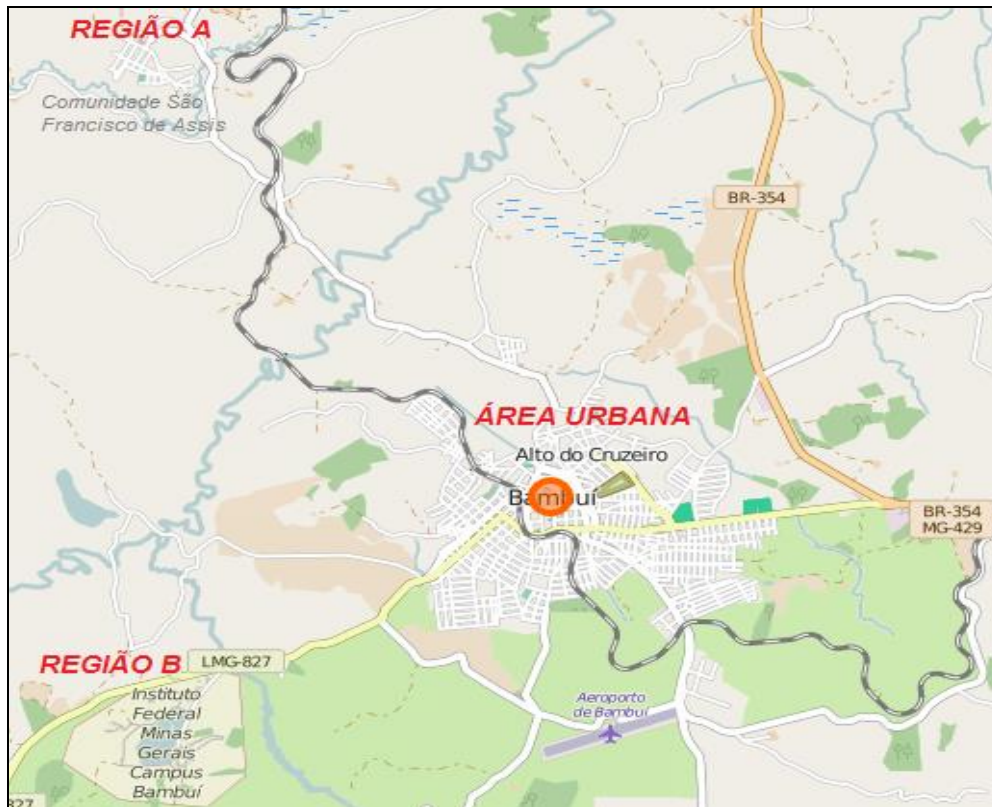 REGIÃO A
Comunidade São
Francisco de Assis
BR-354
ÁREA URBANA
Alto do Cruzeiro
Bambuí
BR-354
MG-429
REGIÃO B
LMG-827
Instituto
Federal
Minas
Gerais
Campus
Bambuí
Aeroporto
de Bambuí
827